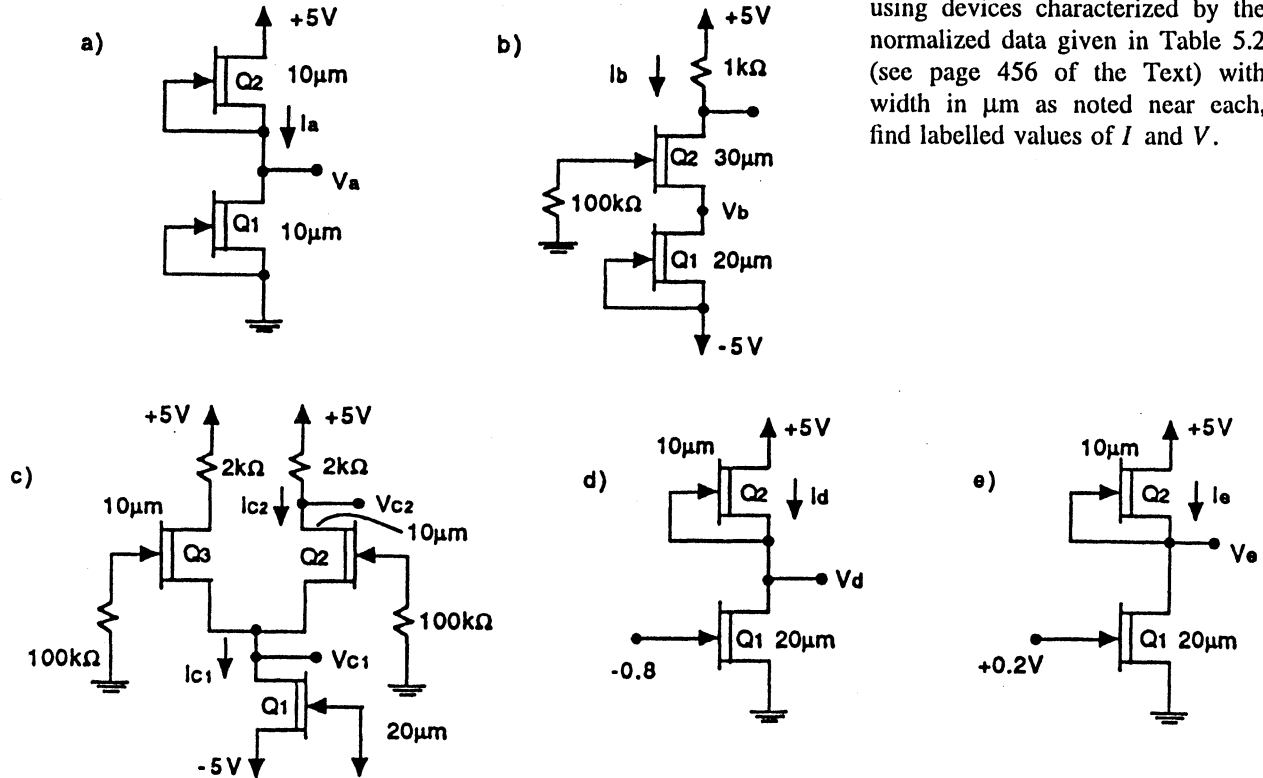 using devices characterized by the
normalized data given in Table 5.2
(see page 456 of the Text) with
width in μm as noted near each,
find labelled values of I and V.
a)
+5V
Q2
10μm
Ia
Va
Q1
10μm
b)
+5V
Ib
1kΩ
Q2 30μm
100kΩ
Vb
Q1 20μm
-5V
c)
+5V
+5V
2kΩ
2kΩ
10μm
Ic2
Vc2
10μm
Q3
Q2
100kΩ
100kΩ
Ic1
Vc1
Q1
20μm
-5V
d)
10μm
+5V
Q2
Id
Vd
Q1 20μm
-0.8
e)
10μm
+5V
Q2
Ie
Ve
Q1 20μm
+0.2V